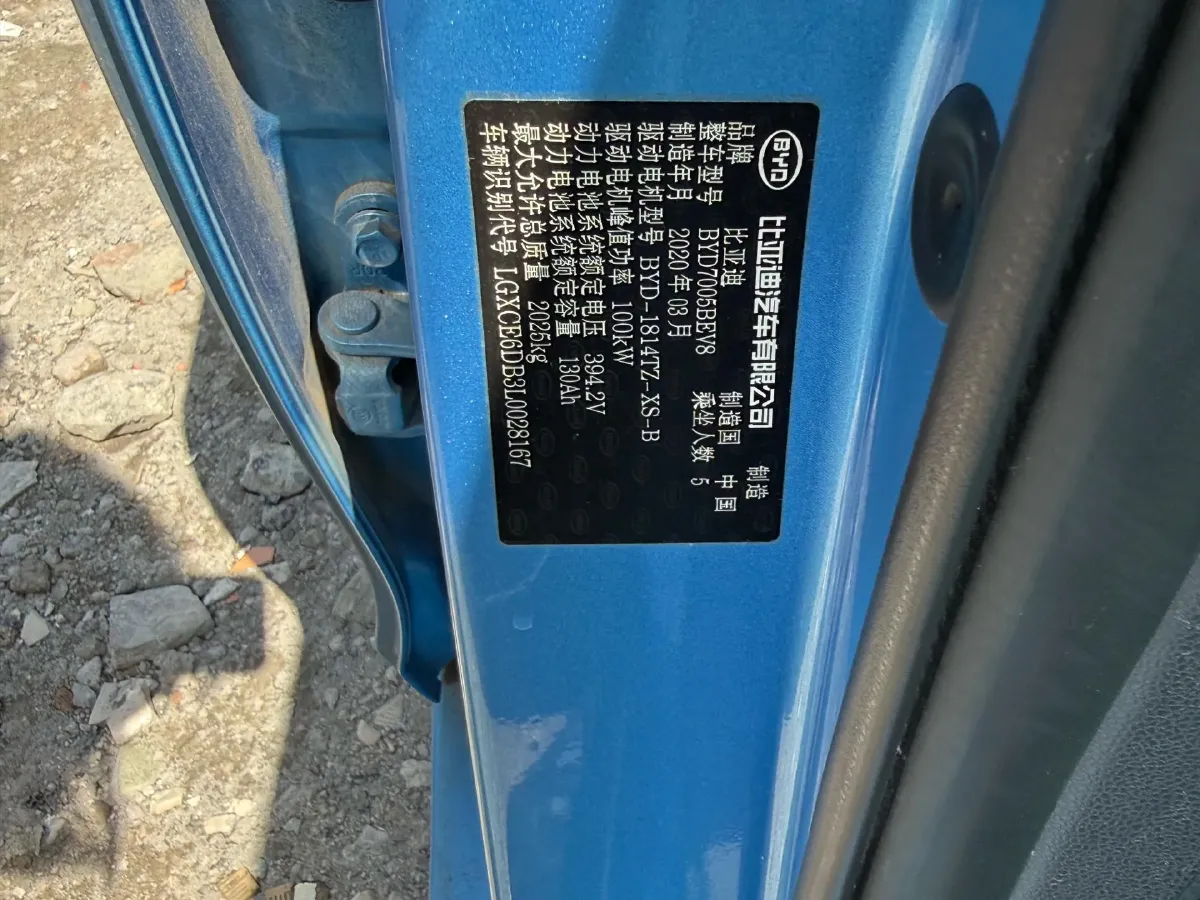 BYD 比亚迪汽车有限公司 制造
品牌 比亚迪 制造国 中国
整车型号 BYD7005BEV8 乘坐人数 5
制造年月 2020年03月
驱动电机型号 BYD-1814TZ-XS-B
驱动电机峰值功率 100kW
动力电池系统额定电压 394.2V
动力电池系统额定容量 130Ah
最大允许总质量 2025kg
车辆识别代号 LGXCE6DB3L0028167